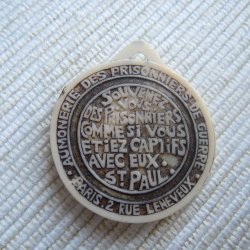 AUMONERIE DES PRISONNIERS DE GUERRE
PARIS, 2 RUE LENEVEUX
SOUVENEZ
VOUS
DES PRISONNIERS
COMME SI VOUS
ETIEZ CAPTIFS
AVEC EUX.
ST PAUL.